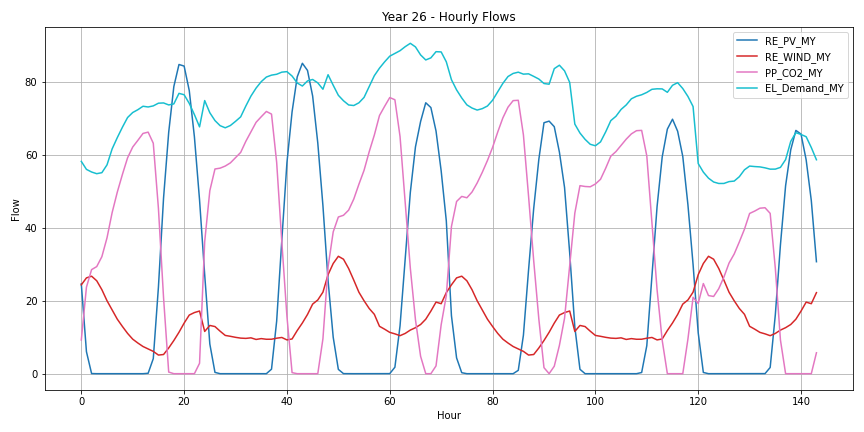 Year 26 - Hourly Flows
RE_PV_MY
RE_WIND_MY
PP_CO2_MY
EL_Demand_MY
Flow
80
60
40
20
0
0 20 40 60 80 100 120 140
Hour